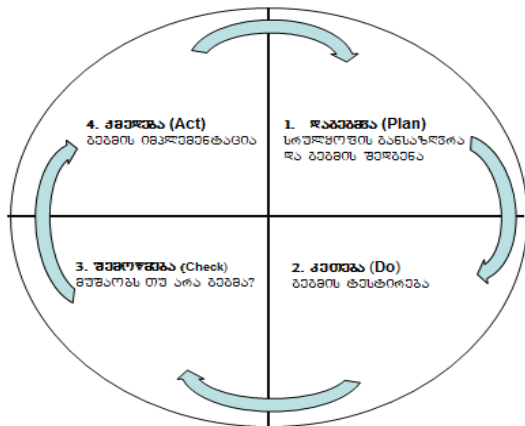 1. დაგეგმვა (Plan)
სრულყოფის განსაზღვრა
და გეგმის შედგენა
2. კეთება (Do)
გეგმის ტესტირება
3. შემოწმება (Check)
მუშაობს თუ არა გეგმა?
4. ქმედება (Act)
გეგმის იმპლემენტაცია